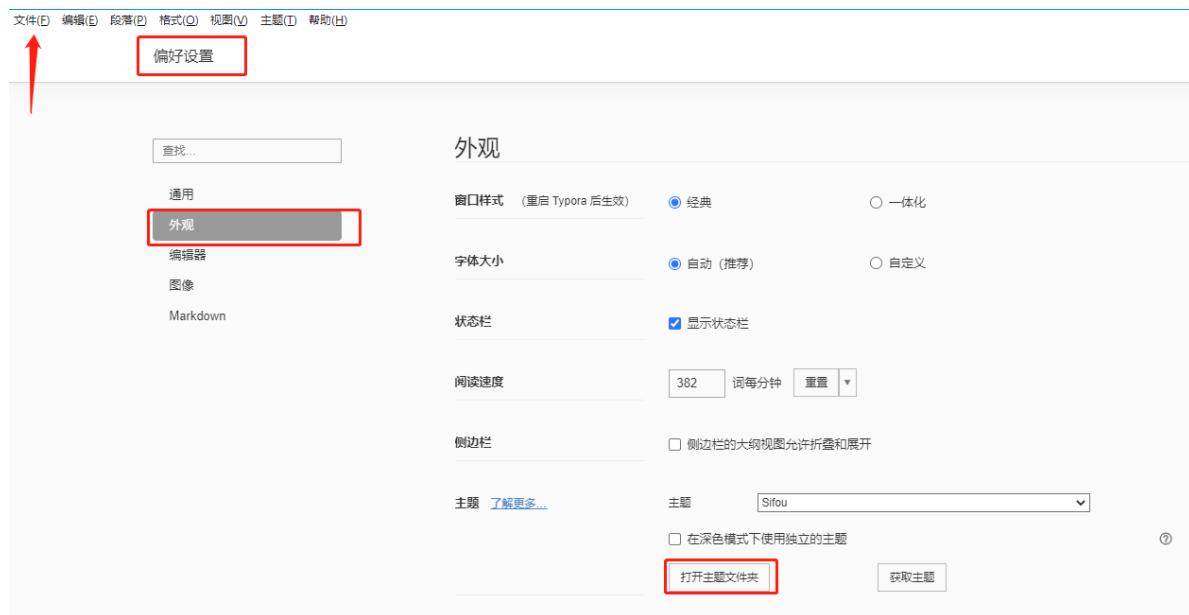 文件(F) 编辑(E) 段落(P) 格式(O) 视图(V) 主题(T) 帮助(H)
偏好设置
查找...
通用
外观
编辑器
图像
Markdown
外观
窗口样式 (重启 Typora 后生效) 经典 一体化
字体大小 自动（推荐） 自定义
状态栏 显示状态栏
阅读速度 382 词每分钟 重置
侧边栏 侧边栏的大纲视图允许折叠和展开
主题 了解更多... 主题 Sifou
在深色模式下使用独立的主题
打开主题文件夹 获取主题